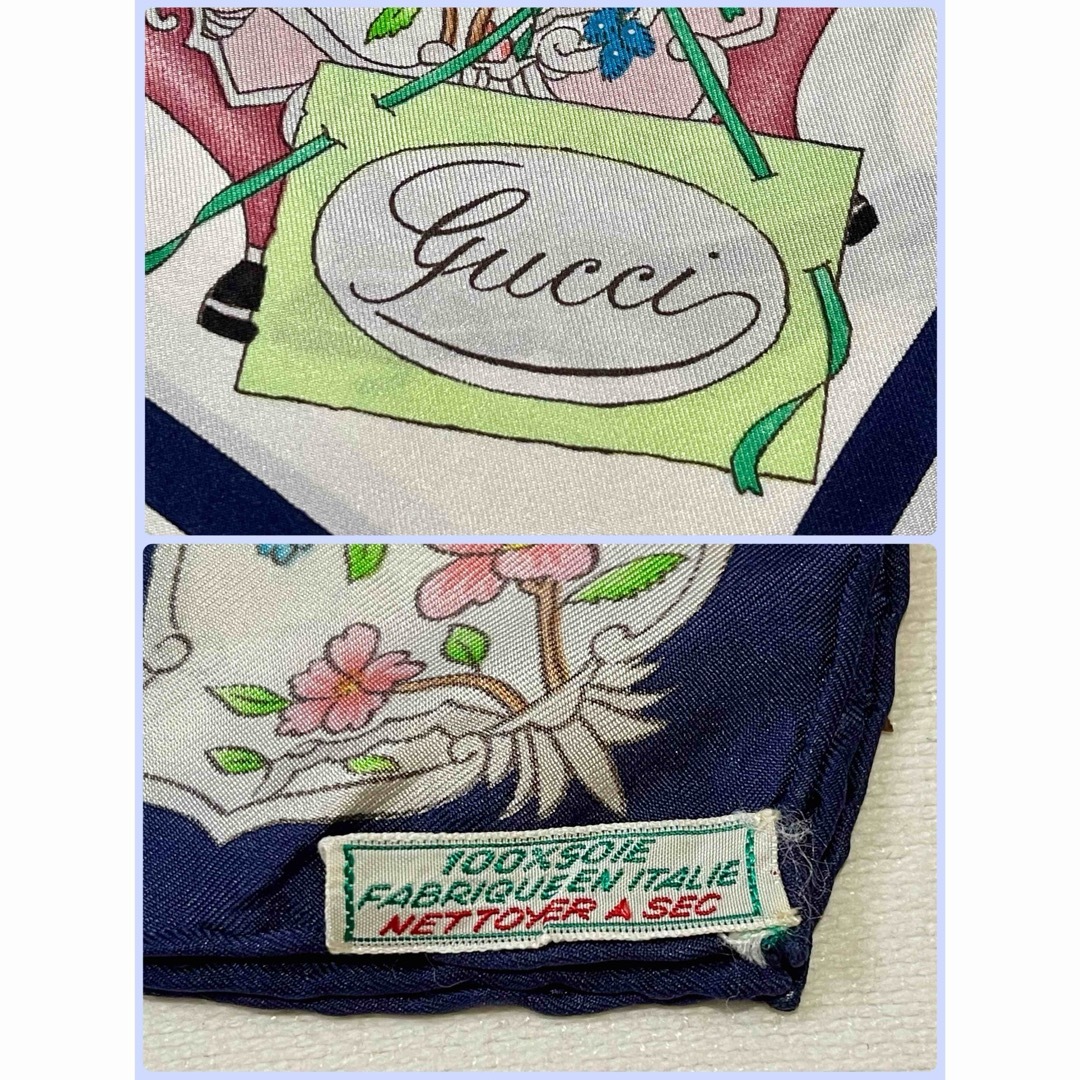 Gucci
100%SOIE
FABRIQUE EN ITALIE
NETTOYER A SEC